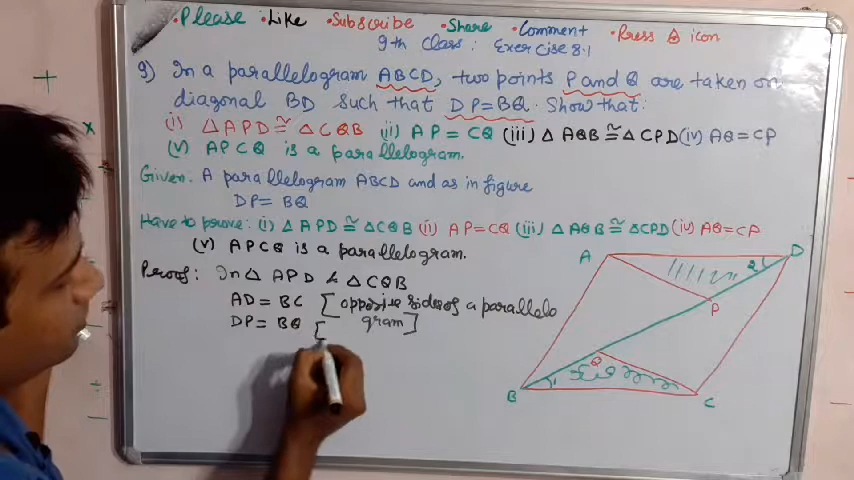 •Please •Like •Subscribe •Share •Comment •Press icon
9th Class: Exercise 8.1
9) In a parallelogram ABCD, two points P and Q are taken on
diagonal BD such that DP=BQ. Show that:
(i) △APD≅△CQB (ii) AP=CQ (iii) △AQB≅△CPD (iv) AQ=CP
(v) APCQ is a parallelogram.
Given: A parallelogram ABCD and as in figure
DP=BQ
Have to prove: (i) △APD≅△CQB (ii) AP=CQ (iii) △AQB≅△CPD (iv) AQ=CP
(v) APCQ is a parallelogram.
Proof: In △ APD & △CQB
AD = BC [opposite sides of a parallelo
gram]
DP = BQ [
A
D
2
P
Q
B
1
C